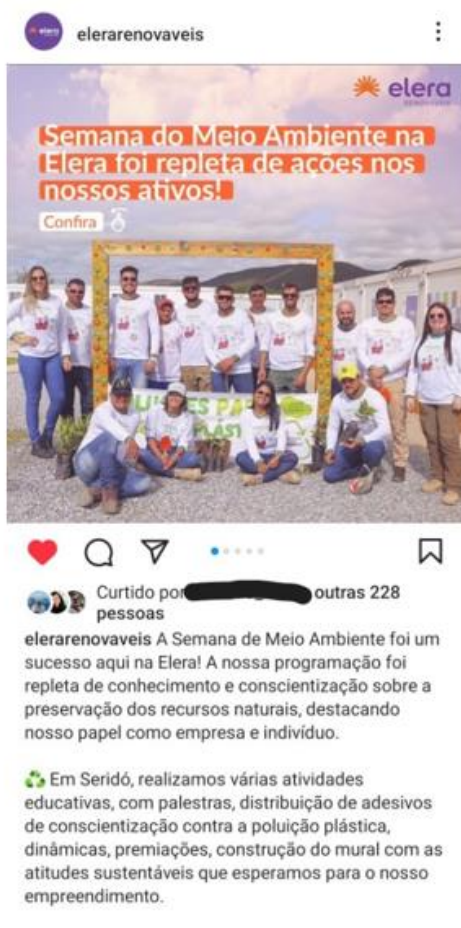 elera
elerarenovaveis
elera
Semana do Meio Ambiente na
Elera foi repleta de ações nos
nossos ativos!
Confira
Curtido por outras 228
pessoas
elerarenovaveis A Semana de Meio Ambiente foi um
sucesso aqui na Elera! A nossa programação foi
repleta de conhecimento e conscientização sobre a
preservação dos recursos naturais, destacando
nosso papel como empresa e indivíduo.
Em Seridó, realizamos várias atividades
educativas, com palestras, distribuição de adesivos
de conscientização contra a poluição plástica,
dinâmicas, premiações, construção do mural com as
atitudes sustentáveis que esperamos para o nosso
empreendimento.